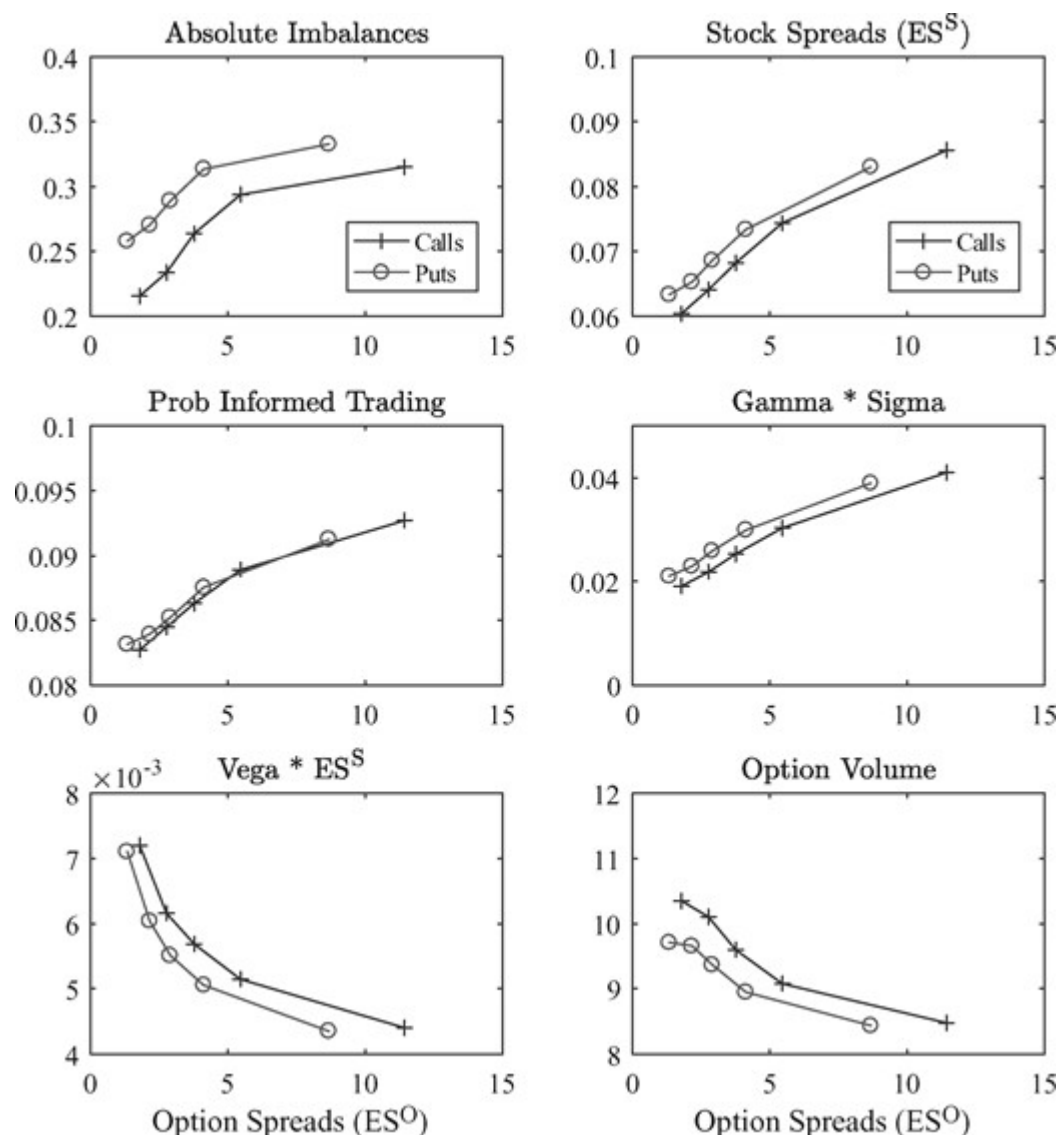 Absolute Imbalances
0.4
0.35
0.3
0.25
0.2
0 5 10 15
Calls
Puts
Stock Spreads (ES^S)
0.1
0.09
0.08
0.07
0.06
0 5 10 15
Calls
Puts
Prob Informed Trading
0.1
0.095
0.09
0.085
0.08
0 5 10 15
Gamma * Sigma
0.04
0.02
0
0 5 10 15
×10^-3
Vega * ES^S
8
7
6
5
4
0 5 10 15
Option Spreads (ES^O)
Option Volume
12
11
10
9
8
0 5 10 15
Option Spreads (ES^O)